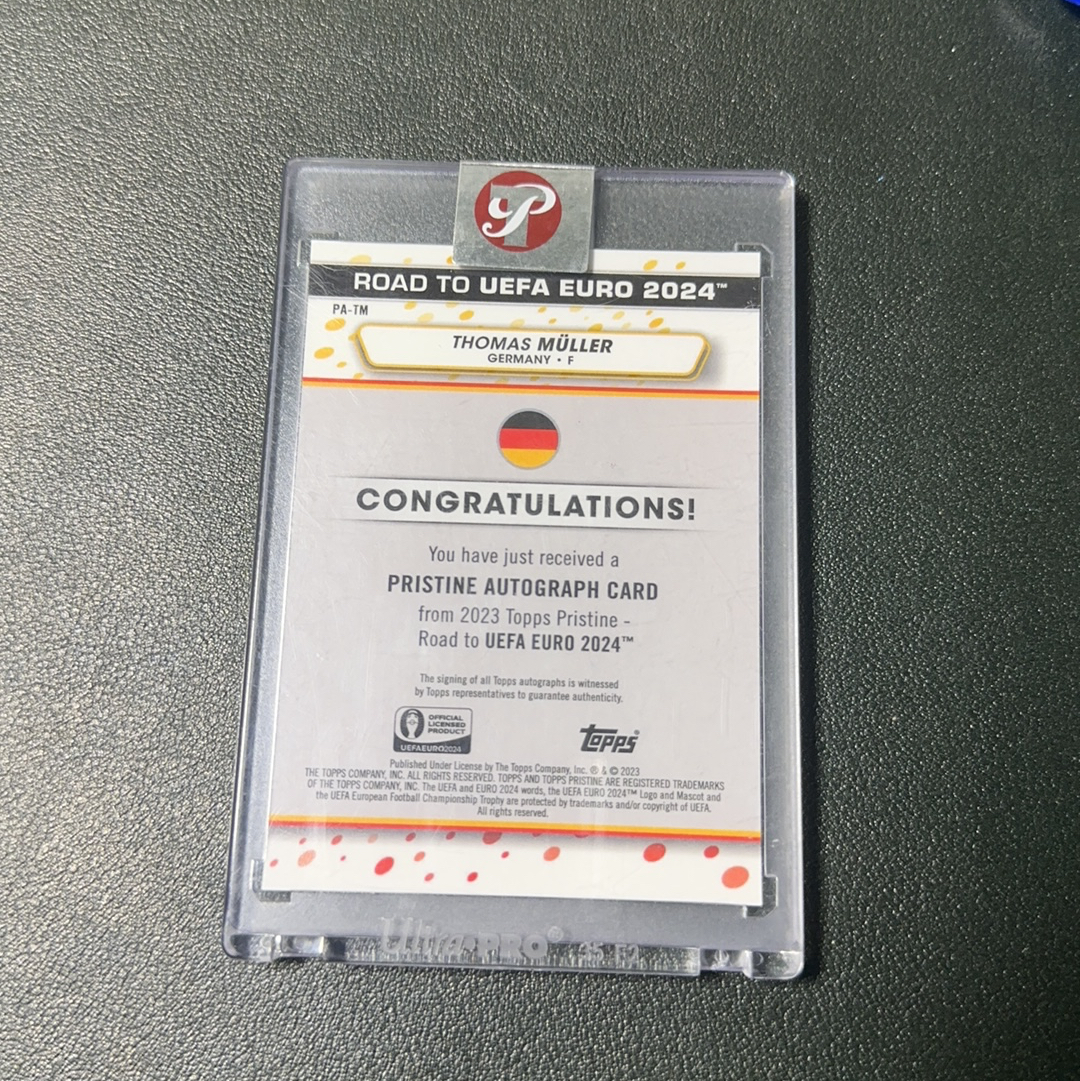 ROAD TO UEFA EURO 2024™
PA-TM
THOMAS MÜLLER
GERMANY • F
CONGRATULATIONS!
You have just received a
PRISTINE AUTOGRAPH CARD
from 2023 Topps Pristine -
Road to UEFA EURO 2024™
The signing of all Topps autographs is witnessed
by Topps representatives to guarantee authenticity.
OFFICIAL
LICENSED
PRODUCT
UEFAEURO2024
Topps®
Published Under License by The Topps Company, Inc. ® & © 2023
THE TOPPS COMPANY, INC. ALL RIGHTS RESERVED. TOPPS AND TOPPS PRISTINE ARE REGISTERED TRADEMARKS
OF THE TOPPS COMPANY, INC. The UEFA and EURO 2024 words, the UEFA EURO 2024™ Logo and Mascot and
the UEFA European Football Championship Trophy are protected by trademarks and/or copyright of UEFA.
All rights reserved.
Ultra•PRO®